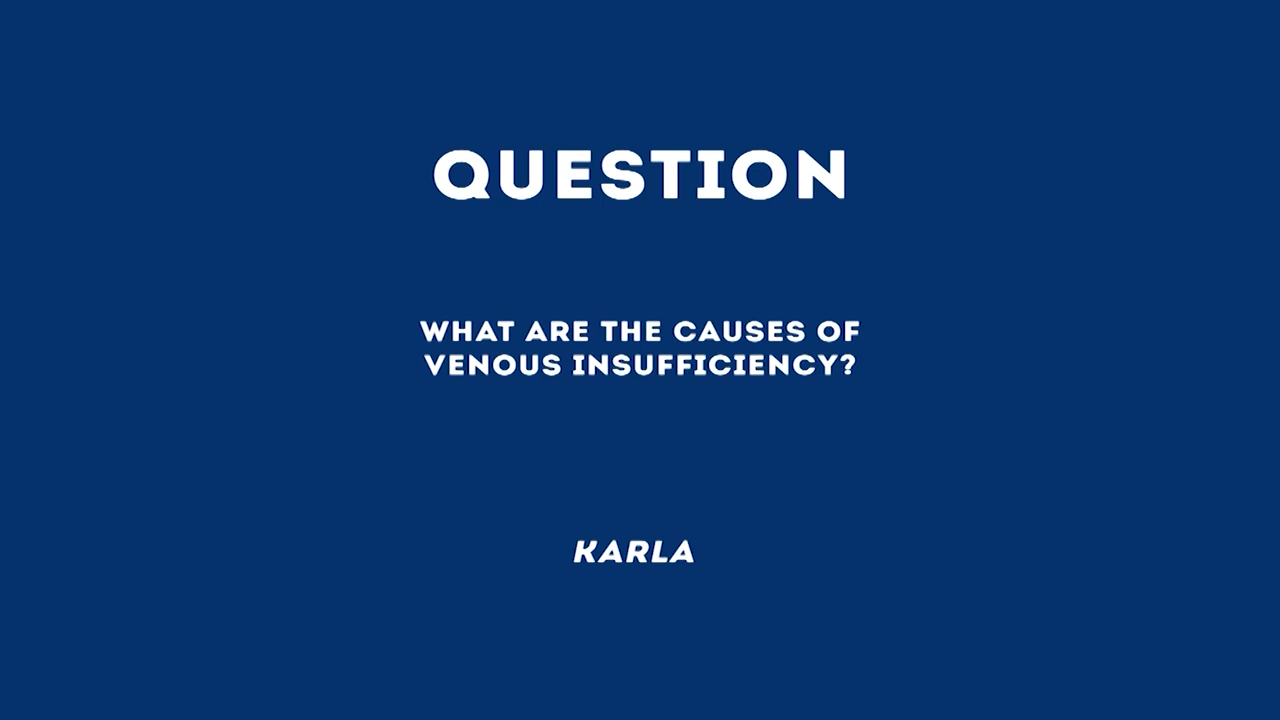 QUESTION
WHAT ARE THE CAUSES OF
VENOUS INSUFFICIENCY?
KARLA